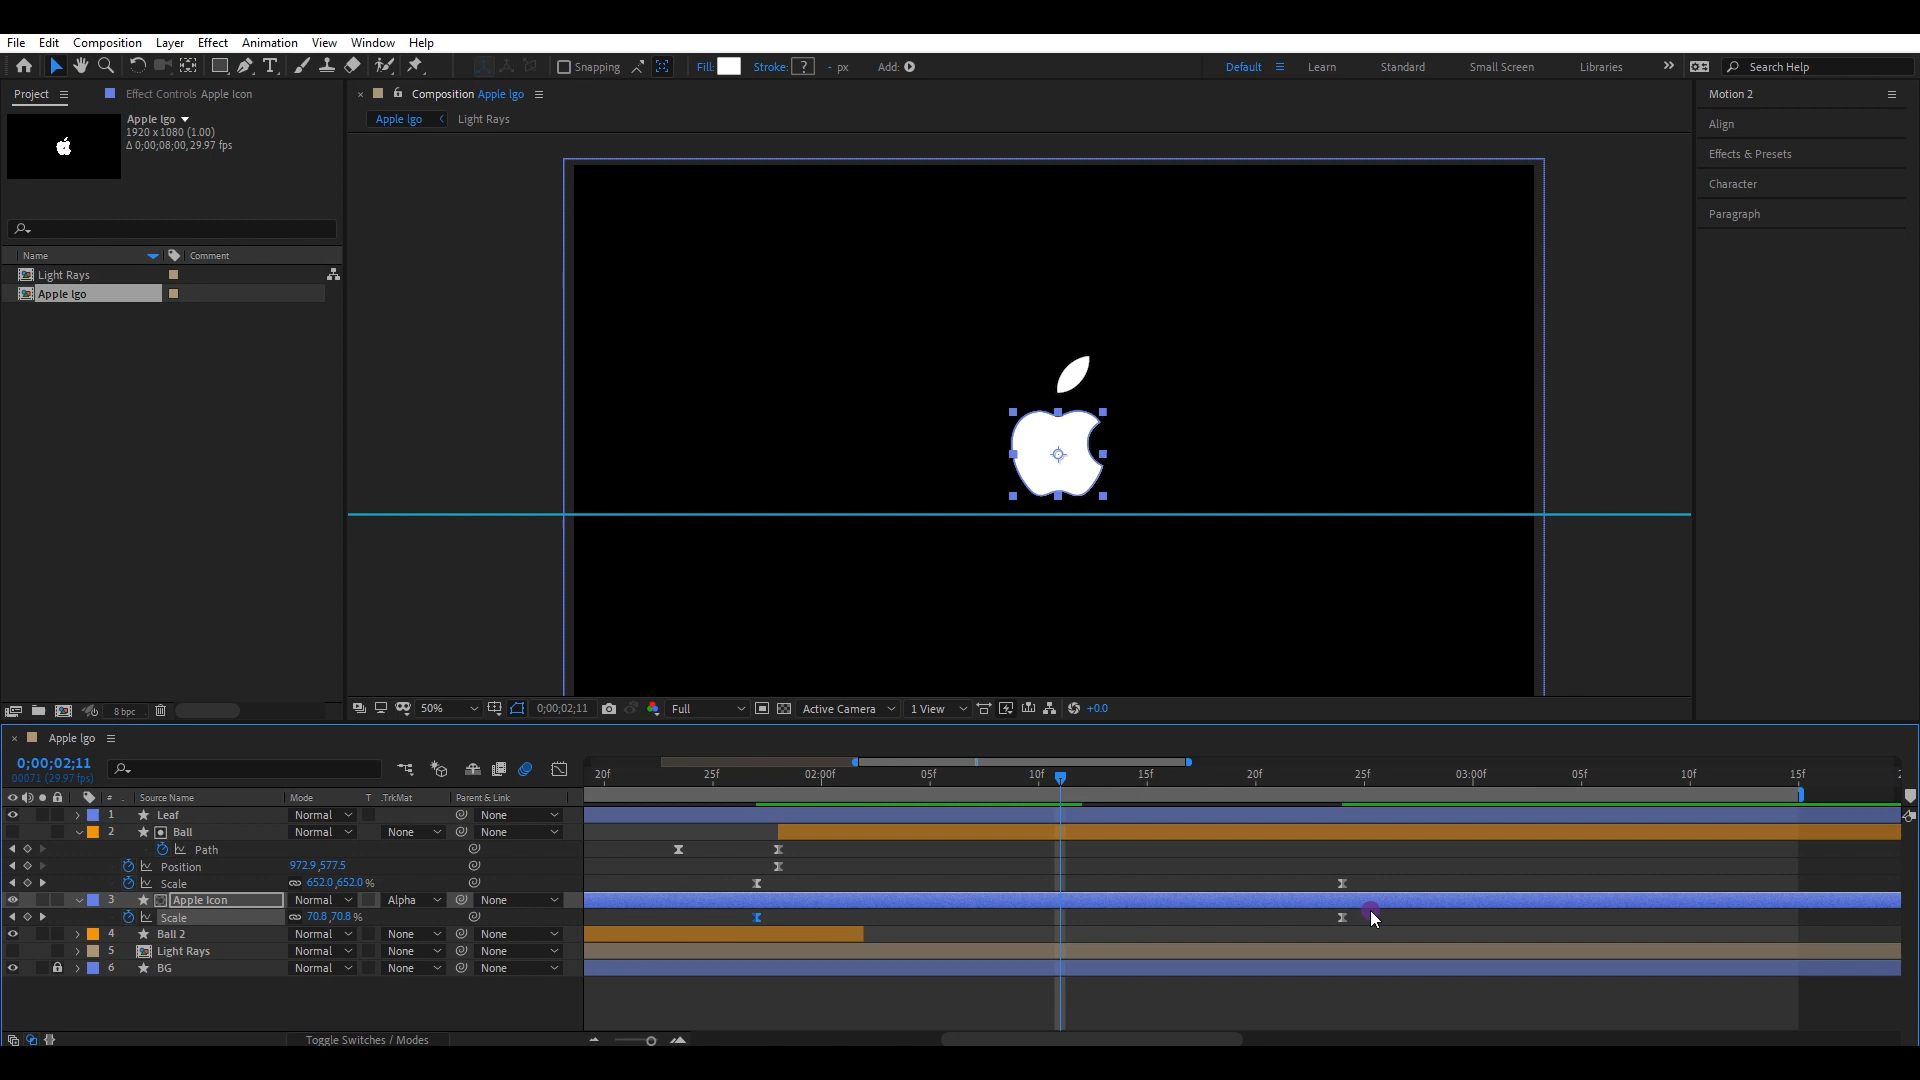 File Edit Composition Layer Effect Animation View Window Help
Snapping Fill: Stroke: ? - px Add: Default Learn Standard Small Screen Libraries Search Help
Project Effect Controls Apple Icon
Composition Apple lgo
Apple lgo
1920 x 1080 (1.00)
Δ 0;00;08;00, 29.97 fps
Apple lgo Light Rays
Motion 2
Align
Effects & Presets
Character
Paragraph
Name Comment
Light Rays
Apple lgo
8 bpc
50% 0;00;02;11 Full Active Camera 1 View +0.0
Apple lgo
0;00;02;11
00071 (29.97 fps)
20f 25f 02:00f 05f 10f 15f 20f 25f 03:00f 05f 10f 15f 2
# Source Name Mode T .TrkMat Parent & Link
1 Leaf Normal None
2 Ball Normal None None
Path
Position 972.9,577.5
Scale 652.0,652.0 %
3 Apple Icon Normal Alpha None
Scale 70.8,70.8 %
4 Ball 2 Normal None None
5 Light Rays Normal None None
6 BG Normal None None
Toggle Switches / Modes